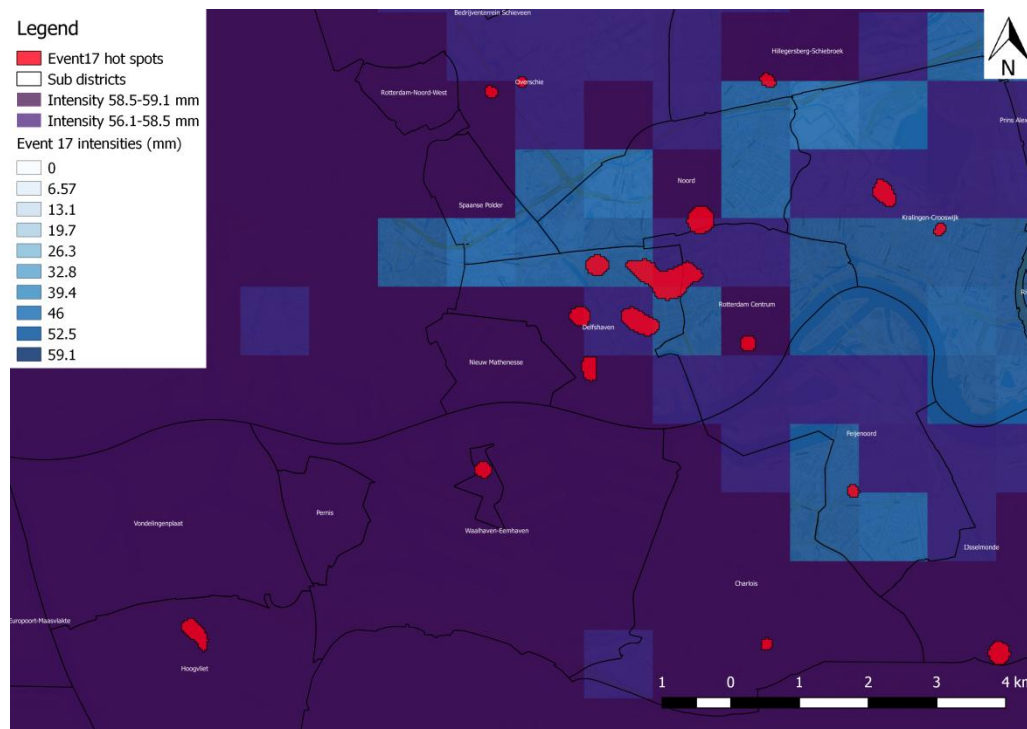 Legend
Event17 hot spots
Sub districts
Intensity 58.5-59.1 mm
Intensity 56.1-58.5 mm
Event 17 intensities (mm)
0
6.57
13.1
19.7
26.3
32.8
39.4
46
52.5
59.1
N
Bedrijventerrein Schieveen
Hillegersberg-Schiebroek
Overschie
Rotterdam-Noord-West
Prins Alex
Noord
Spaanse Polder
Kralingen-Crooswijk
Rotterdam Centrum
Delfshaven
Nieuw Mathenesse
Feijenoord
Vondelingenplaat
Pernis
Waalhaven-Eemhaven
IJsselmonde
Charlois
Europoort-Maasvlakte
Hoogvliet
1 0 1 2 3 4 km